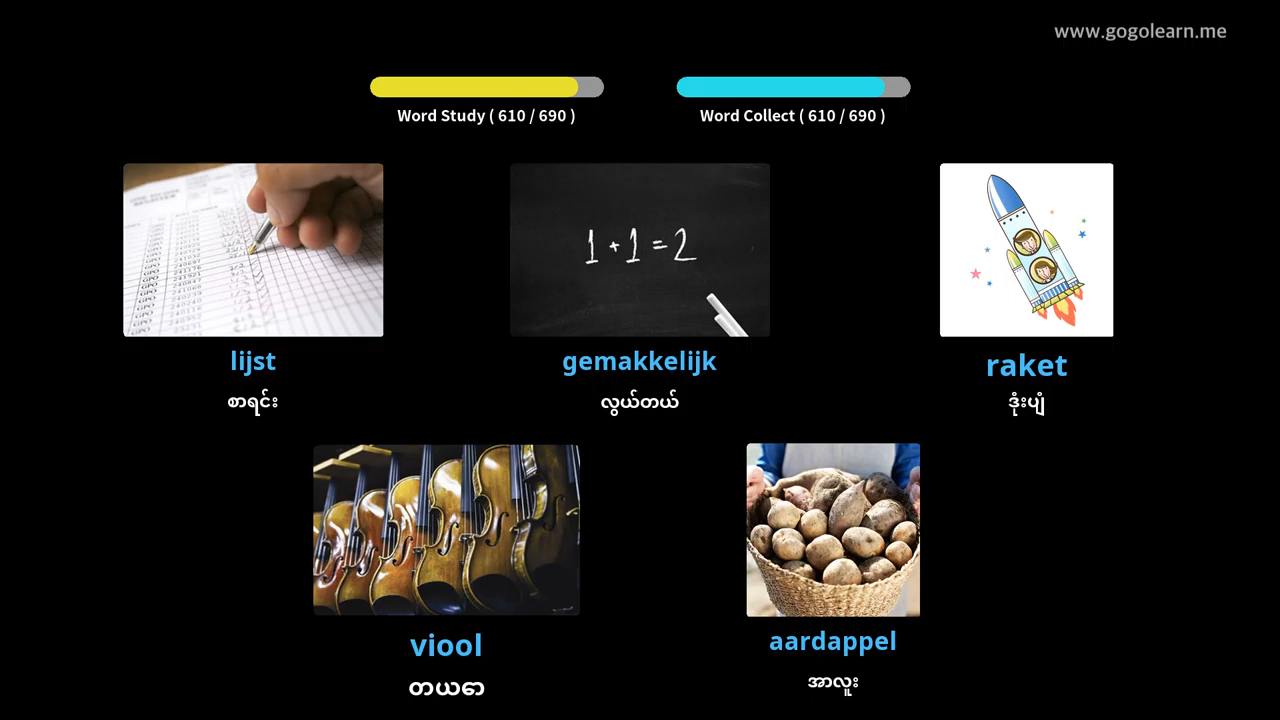 www.gogolearn.me
Word Study ( 610 / 690 )
Word Collect ( 610 / 690 )
1 + 1 = 2
lijst
gemakkelijk
raket
စာရင်း
လွယ်တယ်
ဒုံးပျံ
viool
aardappel
တယော
အာလူး